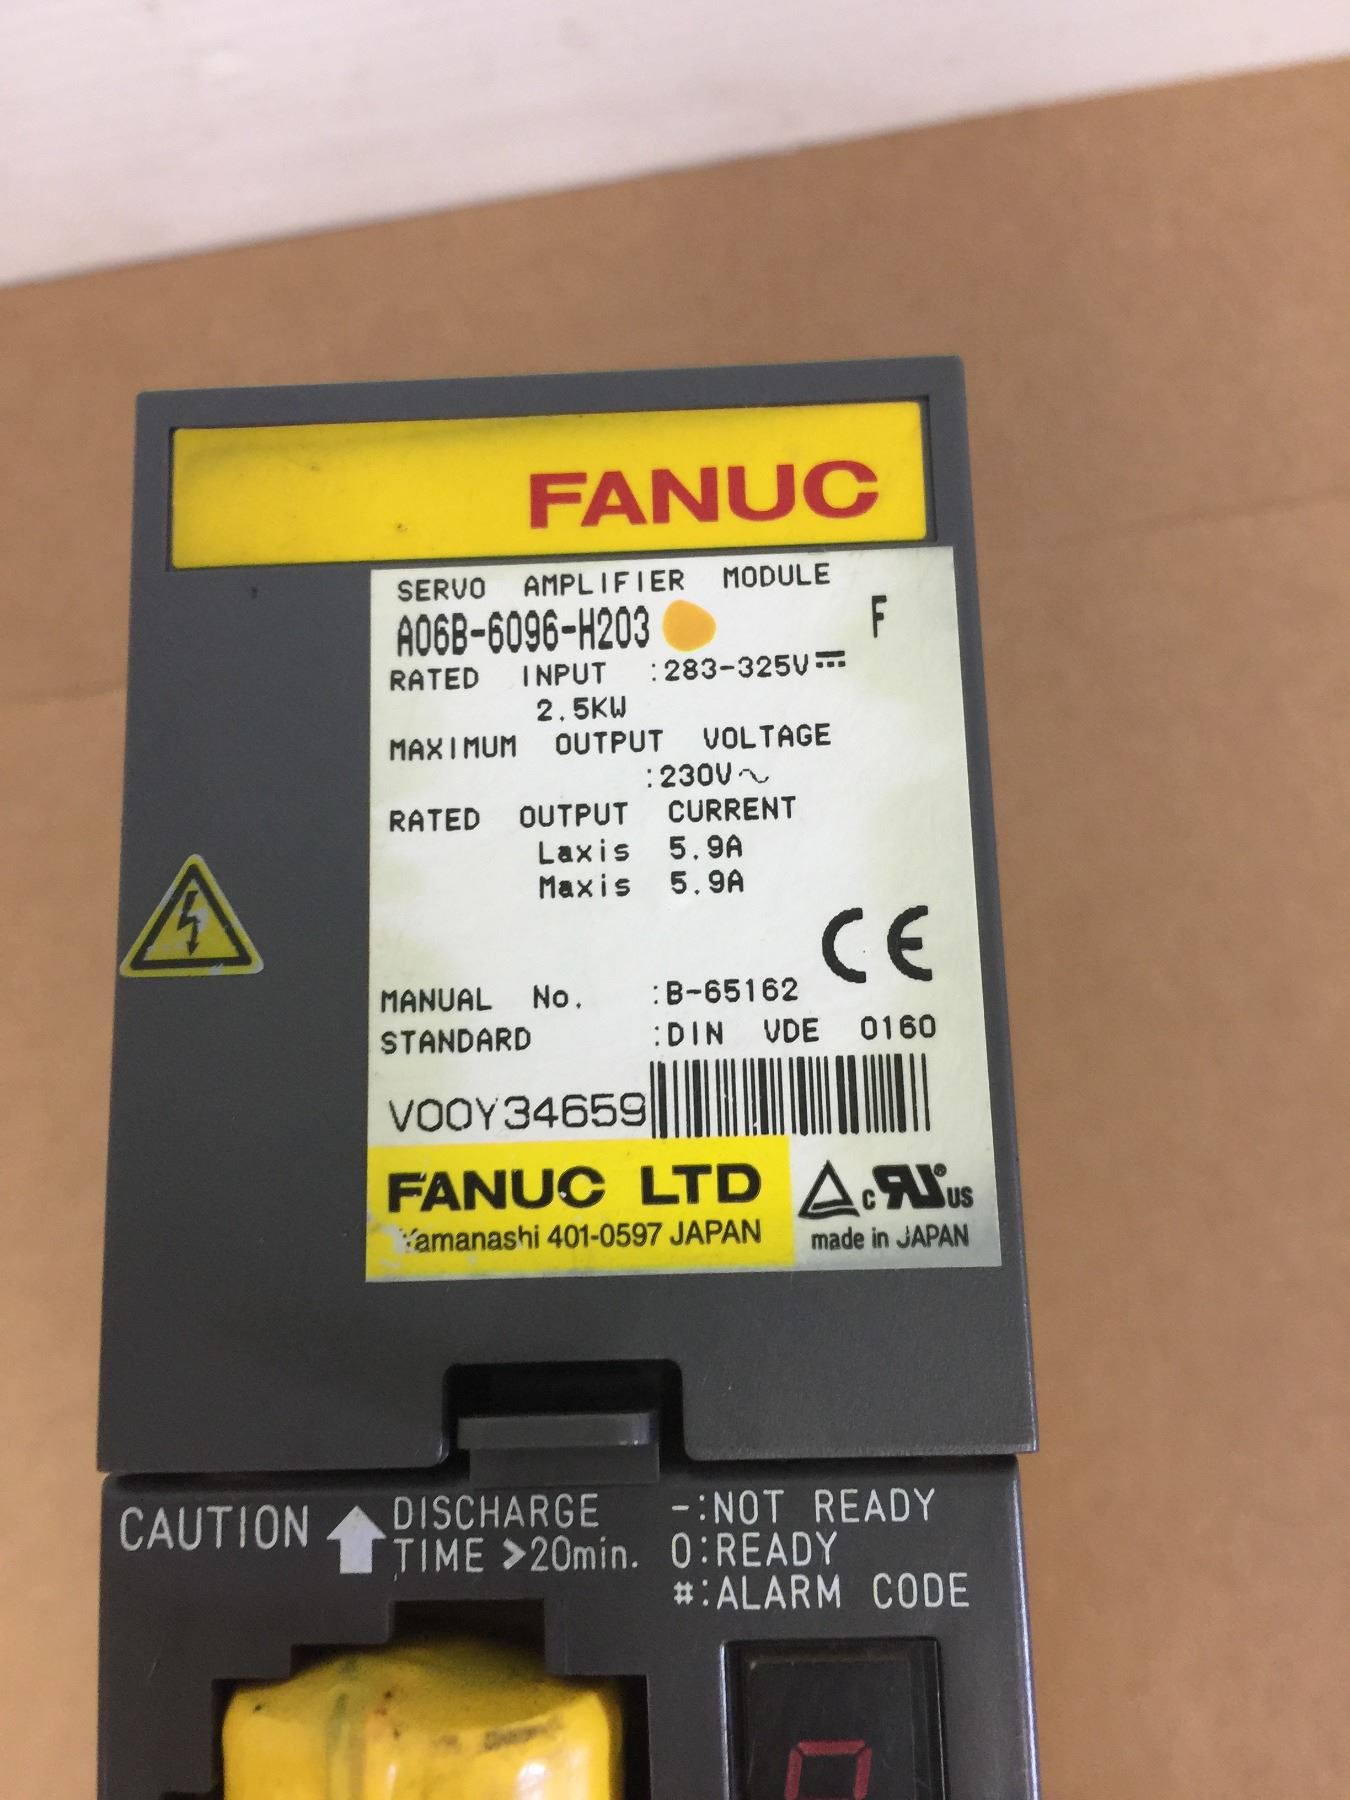 FANUC
SERVO AMPLIFIER MODULE
A06B-6096-H203 F
RATED INPUT :283-325V⎓
2.5KW
MAXIMUM OUTPUT VOLTAGE
:230V~
RATED OUTPUT CURRENT
Laxis 5.9A
Maxis 5.9A
CE
MANUAL No. :B-65162
STANDARD :DIN VDE 0160
V00Y34659
FANUC LTD
Yamanashi 401-0597 JAPAN
c RU® US
made in JAPAN
CAUTION
DISCHARGE
TIME >20min.
-:NOT READY
0:READY
#:ALARM CODE